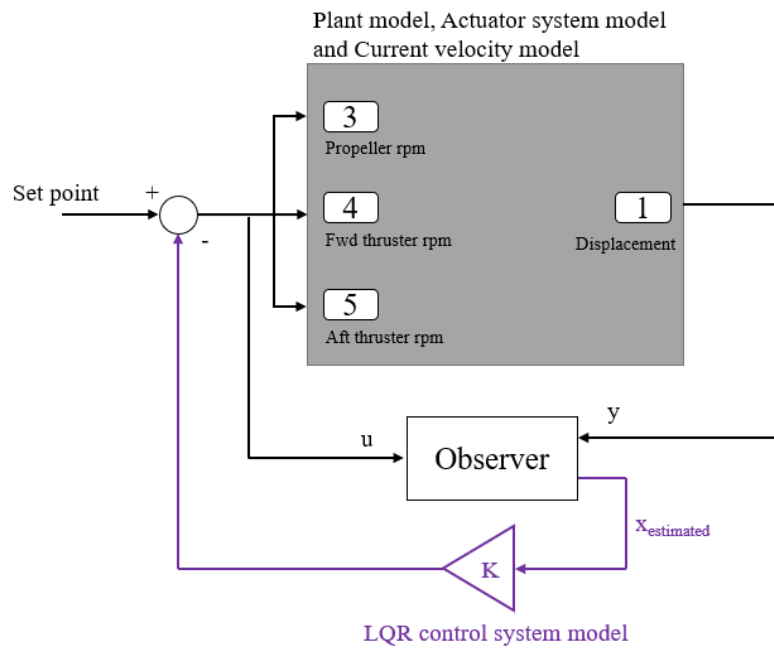 Plant model, Actuator system model
and Current velocity model
3
Propeller rpm
Set point
+
-
4
Fwd thruster rpm
1
Displacement
5
Aft thruster rpm
y
u
Observer
x_estimated
K
LQR control system model